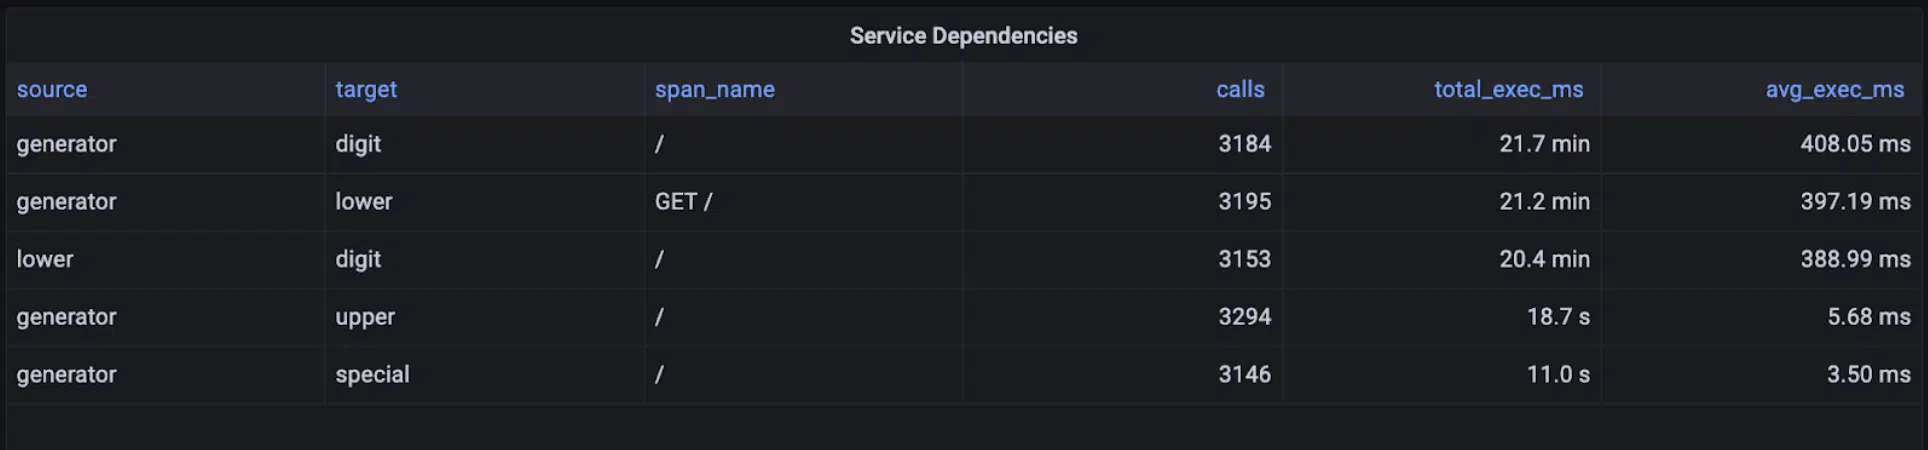 Service Dependencies
source target span_name calls total_exec_ms avg_exec_ms
generator digit / 3184 21.7 min 408.05 ms
generator lower GET / 3195 21.2 min 397.19 ms
lower digit / 3153 20.4 min 388.99 ms
generator upper / 3294 18.7 s 5.68 ms
generator special / 3146 11.0 s 3.50 ms